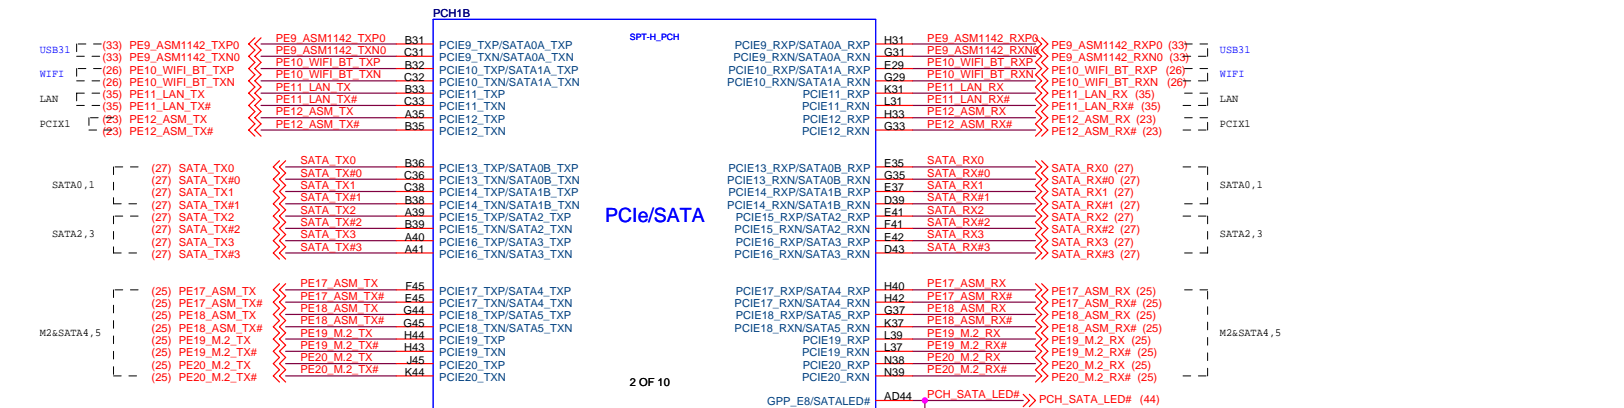 PCH1B
SPT-H_PCH
USB31 (33) PE9_ASM1142_TXP0 PE9_ASM1142_TXP0 B31 PCIE9_TXP/SATA0A_TXP PCIE9_RXP/SATA0A_RXP H31 PE9_ASM1142_RXP0 PE9_ASM1142_RXP0 (33) USB31
(33) PE9_ASM1142_TXN0 PE9_ASM1142_TXN0 C31 PCIE9_TXN/SATA0A_TXN PCIE9_RXN/SATA0A_RXN G31 PE9_ASM1142_RXN0 PE9_ASM1142_RXN0 (33)
WIFI (26) PE10_WIFI_BT_TXP PE10_WIFI_BT_TXP B32 PCIE10_TXP/SATA1A_TXP PCIE10_RXP/SATA1A_RXP E29 PE10_WIFI_BT_RXP PE10_WIFI_BT_RXP (26) WIFI
(26) PE10_WIFI_BT_TXN PE10_WIFI_BT_TXN C32 PCIE10_TXN/SATA1A_TXN PCIE10_RXN/SATA1A_RXN G29 PE10_WIFI_BT_RXN PE10_WIFI_BT_RXN (26)
LAN (35) PE11_LAN_TX PE11_LAN_TX B33 PCIE11_TXP PCIE11_RXP K31 PE11_LAN_RX PE11_LAN_RX (35) LAN
(35) PE11_LAN_TX# PE11_LAN_TX# C33 PCIE11_TXN PCIE11_RXN L31 PE11_LAN_RX# PE11_LAN_RX# (35)
PCIX1 (23) PE12_ASM_TX PE12_ASM_TX A35 PCIE12_TXP PCIE12_RXP H33 PE12_ASM_RX PE12_ASM_RX (23) PCIX1
(23) PE12_ASM_TX# PE12_ASM_TX# B35 PCIE12_TXN PCIE12_RXN G33 PE12_ASM_RX# PE12_ASM_RX# (23)
SATA0,1 (27) SATA_TX0 SATA_TX0 B36 PCIE13_TXP/SATA0B_TXP PCIE13_RXP/SATA0B_RXP E35 SATA_RX0 SATA_RX0 (27) SATA0,1
(27) SATA_TX#0 SATA_TX#0 C36 PCIE13_TXN/SATA0B_TXN PCIE13_RXN/SATA0B_RXN G35 SATA_RX#0 SATA_RX#0 (27)
(27) SATA_TX1 SATA_TX1 C38 PCIE14_TXP/SATA1B_TXP PCIE14_RXP/SATA1B_RXP E37 SATA_RX1 SATA_RX1 (27)
(27) SATA_TX#1 SATA_TX#1 B38 PCIE14_TXN/SATA1B_TXN PCIE14_RXN/SATA1B_RXN D39 SATA_RX#1 SATA_RX#1 (27)
SATA2,3 (27) SATA_TX2 SATA_TX2 A39 PCIE15_TXP/SATA2_TXP PCIe/SATA PCIE15_RXP/SATA2_RXP E41 SATA_RX2 SATA_RX2 (27) SATA2,3
(27) SATA_TX#2 SATA_TX#2 B39 PCIE15_TXN/SATA2_TXN PCIE15_RXN/SATA2_RXN F41 SATA_RX#2 SATA_RX#2 (27)
(27) SATA_TX3 SATA_TX3 A40 PCIE16_TXP/SATA3_TXP PCIE16_RXP/SATA3_RXP E42 SATA_RX3 SATA_RX3 (27)
(27) SATA_TX#3 SATA_TX#3 A41 PCIE16_TXN/SATA3_TXN PCIE16_RXN/SATA3_RXN D43 SATA_RX#3 SATA_RX#3 (27)
M2&SATA4,5 (25) PE17_ASM_TX PE17_ASM_TX F45 PCIE17_TXP/SATA4_TXP PCIE17_RXP/SATA4_RXP H40 PE17_ASM_RX PE17_ASM_RX (25) M2&SATA4,5
(25) PE17_ASM_TX# PE17_ASM_TX# E45 PCIE17_TXN/SATA4_TXN PCIE17_RXN/SATA4_RXN H42 PE17_ASM_RX# PE17_ASM_RX# (25)
(25) PE18_ASM_TX PE18_ASM_TX G44 PCIE18_TXP/SATA5_TXP PCIE18_RXP/SATA5_RXP G37 PE18_ASM_RX PE18_ASM_RX (25)
(25) PE18_ASM_TX# PE18_ASM_TX# G45 PCIE18_TXN/SATA5_TXN PCIE18_RXN/SATA5_RXN K37 PE18_ASM_RX# PE18_ASM_RX# (25)
(25) PE19_M.2_TX PE19_M.2_TX H44 PCIE19_TXP PCIE19_RXP L39 PE19_M.2_RX PE19_M.2_RX (25)
(25) PE19_M.2_TX# PE19_M.2_TX# H43 PCIE19_TXN PCIE19_RXN L37 PE19_M.2_RX# PE19_M.2_RX# (25)
(25) PE20_M.2_TX PE20_M.2_TX J45 PCIE20_TXP PCIE20_RXP N38 PE20_M.2_RX PE20_M.2_RX (25)
(25) PE20_M.2_TX# PE20_M.2_TX# K44 PCIE20_TXN PCIE20_RXN N39 PE20_M.2_RX# PE20_M.2_RX# (25)
2 OF 10
GPP_E8/SATALED# AD44 PCH_SATA_LED# PCH_SATA_LED# (44)